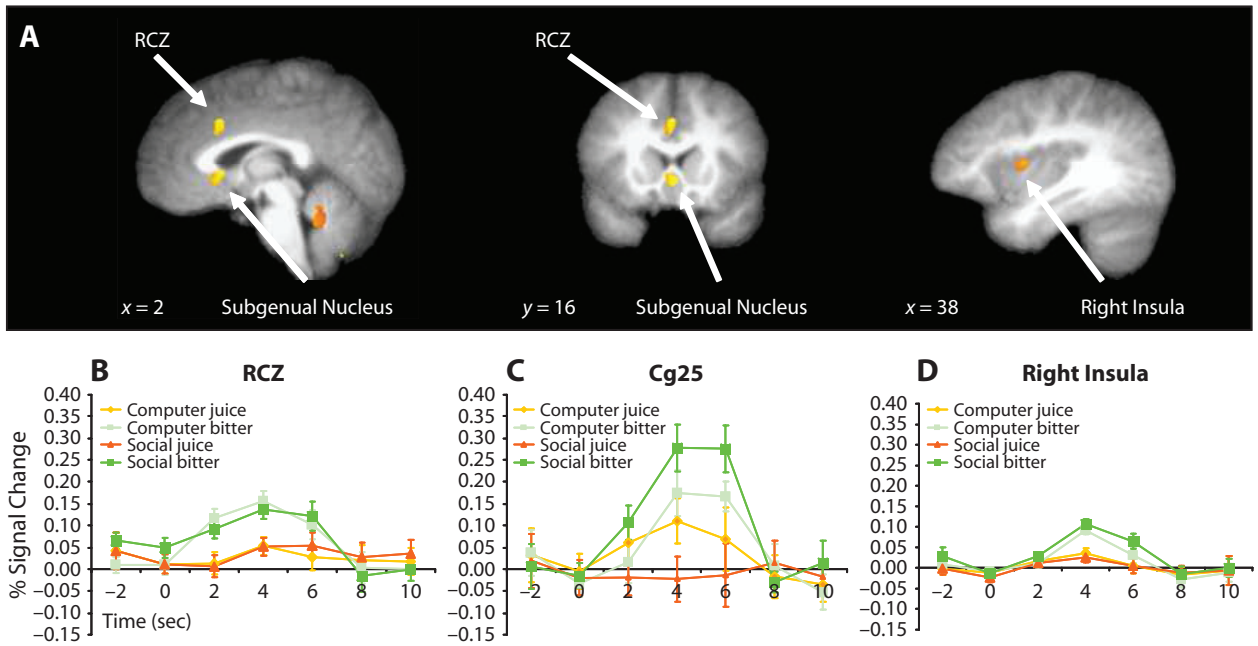 A
RCZ
RCZ
x = 2
Subgenual Nucleus
y = 16
Subgenual Nucleus
x = 38
Right Insula
B
RCZ
% Signal Change
0.40
0.35
0.30
0.25
0.20
0.15
0.10
0.05
0.00
−0.05
−0.10
−0.15
Computer juice
Computer bitter
Social juice
Social bitter
−2
0
2
4
6
8
10
Time (sec)
C
Cg25
0.40
0.35
0.30
0.25
0.20
0.15
0.10
0.05
0.00
−0.05
−0.10
−0.15
Computer juice
Computer bitter
Social juice
Social bitter
−2
0
2
4
6
8
10
D
Right Insula
0.40
0.35
0.30
0.25
0.20
0.15
0.10
0.05
0.00
−0.05
−0.10
−0.15
Computer juice
Computer bitter
Social juice
Social bitter
−2
0
2
4
6
8
10